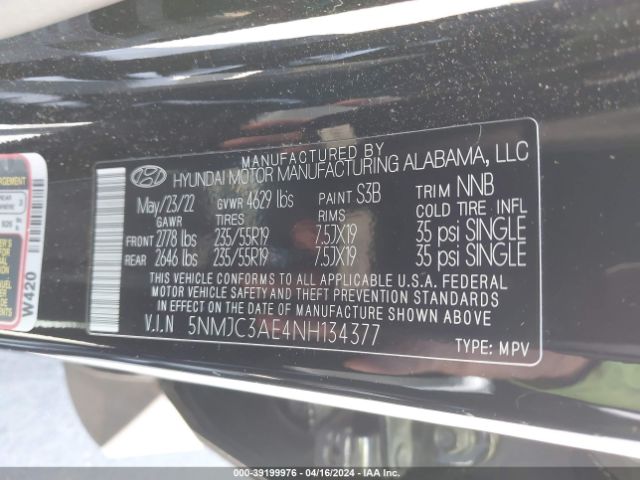 MANUFACTURED BY
HYUNDAI MOTOR MANUFACTURING ALABAMA, LLC
May/23/22 GVWR 4629 lbs PAINT S3B TRIM NNB
GAWR TIRES RIMS COLD TIRE INFL
FRONT 2778 lbs 235/55R19 7.5JX19 35 psi SINGLE
REAR 2646 lbs 235/55R19 7.5JX19 35 psi SINGLE
THIS VEHICLE CONFORMS TO ALL APPLICABLE U.S.A. FEDERAL
MOTOR VEHICLE SAFETY AND THEFT PREVENTION STANDARDS
IN EFFECT ON THE DATE OF MANUFACTURE SHOWN ABOVE.
V.I.N 5NMJC3AE4NH134377
TYPE: MPV
W420
000-39199976 - 04/16/2024 - IAA Inc.